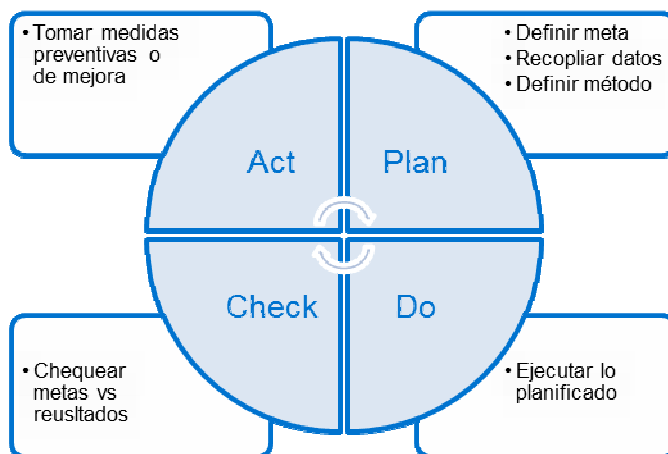 • Tomar medidas
preventivas o
de mejora
• Definir meta
• Recopliar datos
• Definir método
Act
Plan
Check
Do
• Chequear
metas vs
reusltados
• Ejecutar lo
planificado